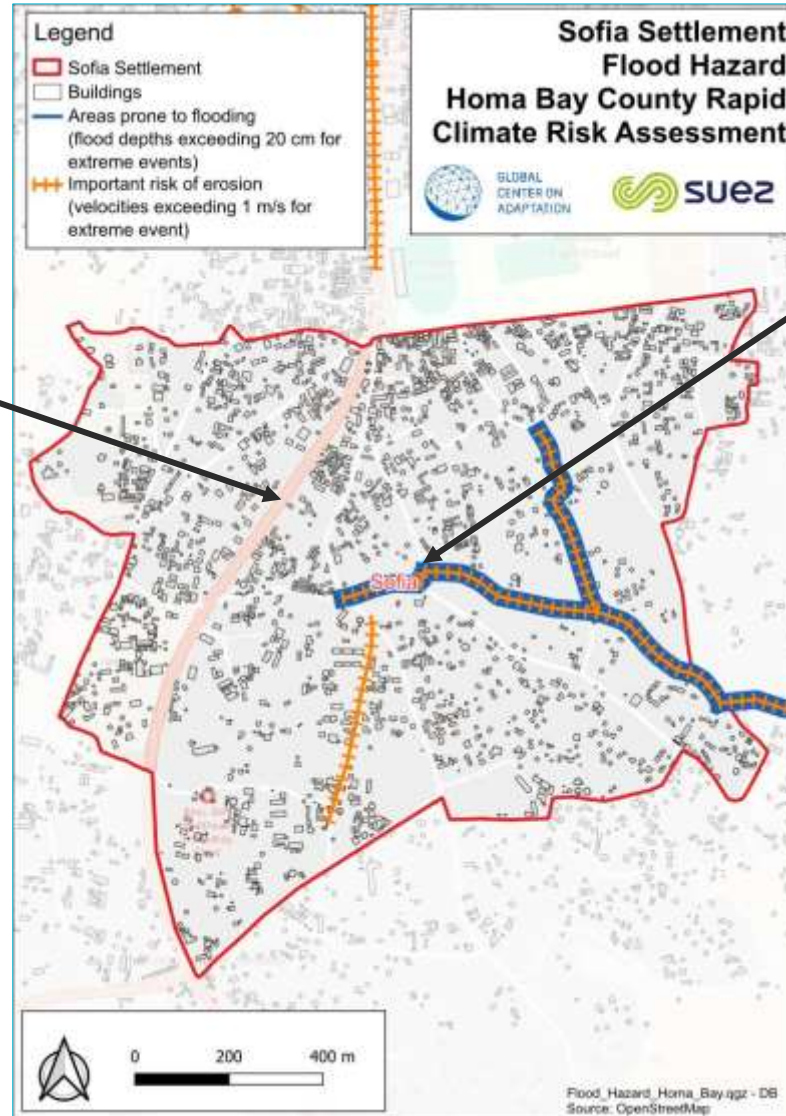 Legend
Sofia Settlement
Buildings
Areas prone to flooding
(flood depths exceeding 20 cm for
extreme events)
Important risk of erosion
(velocities exceeding 1 m/s for
extreme event)
Sofia Settlement
Flood Hazard
Homa Bay County Rapid
Climate Risk Assessment
GLOBAL
CENTER ON
ADAPTATION
suez
Sofia
0 200 400 m
Flood_Hazard_Homa_Bay.qgz - DB
Source: OpenStreetMap